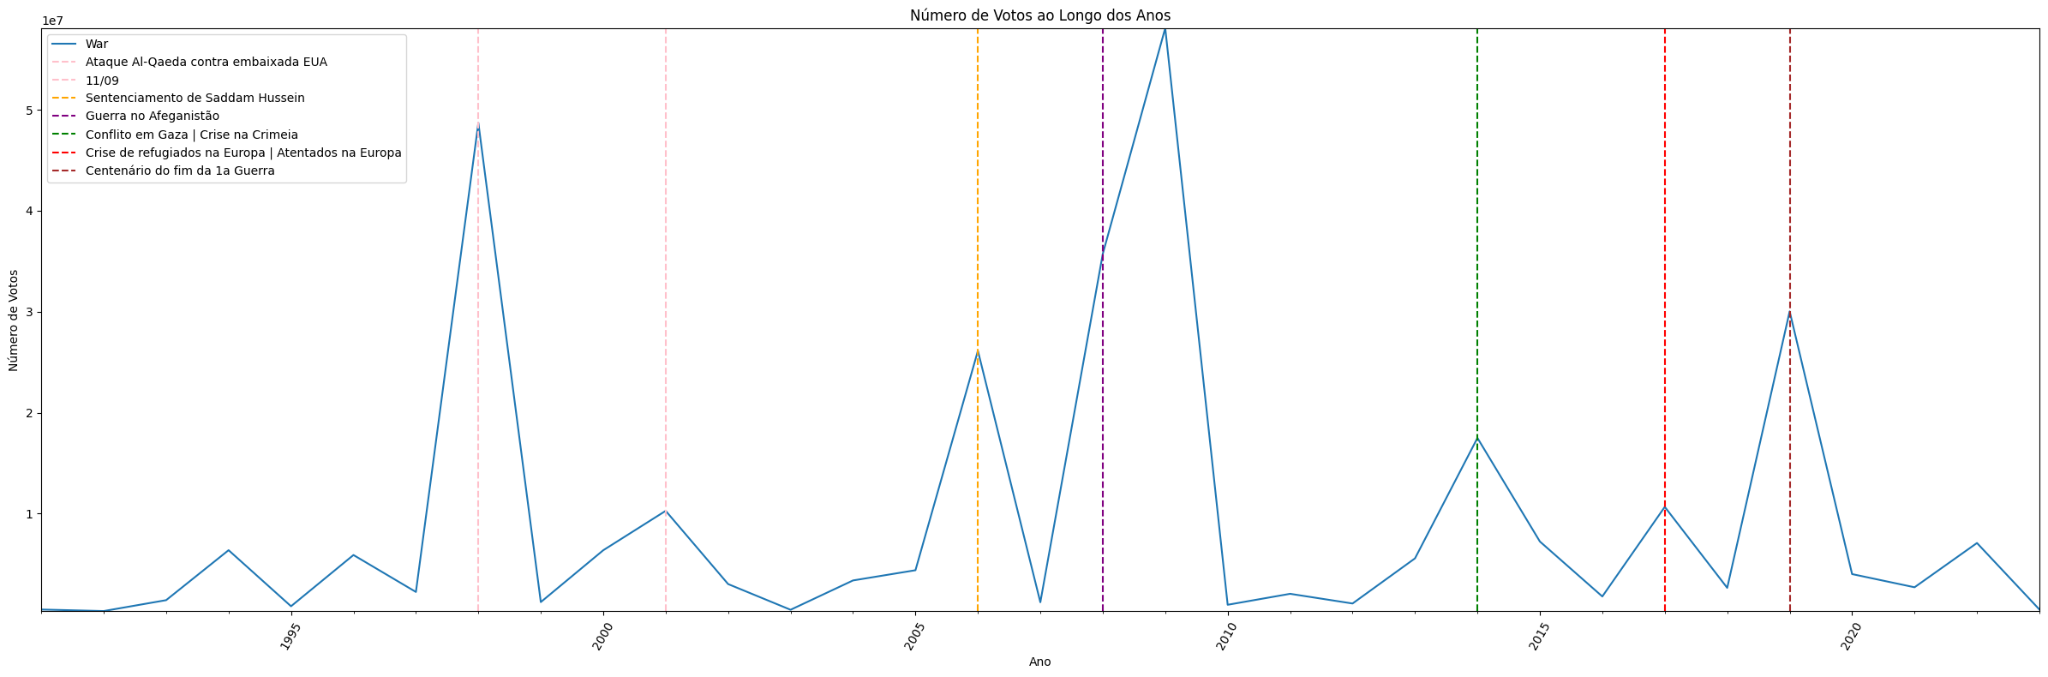 Número de Votos ao Longo dos Anos
1e7
War
Ataque Al-Qaeda contra embaixada EUA
11/09
Sentenciamento de Saddam Hussein
Guerra no Afeganistão
Conflito em Gaza | Crise na Crimeia
Crise de refugiados na Europa | Atentados na Europa
Centenário do fim da 1a Guerra
Número de Votos
5
4
3
2
1
1995
2000
2005
2010
2015
2020
Ano